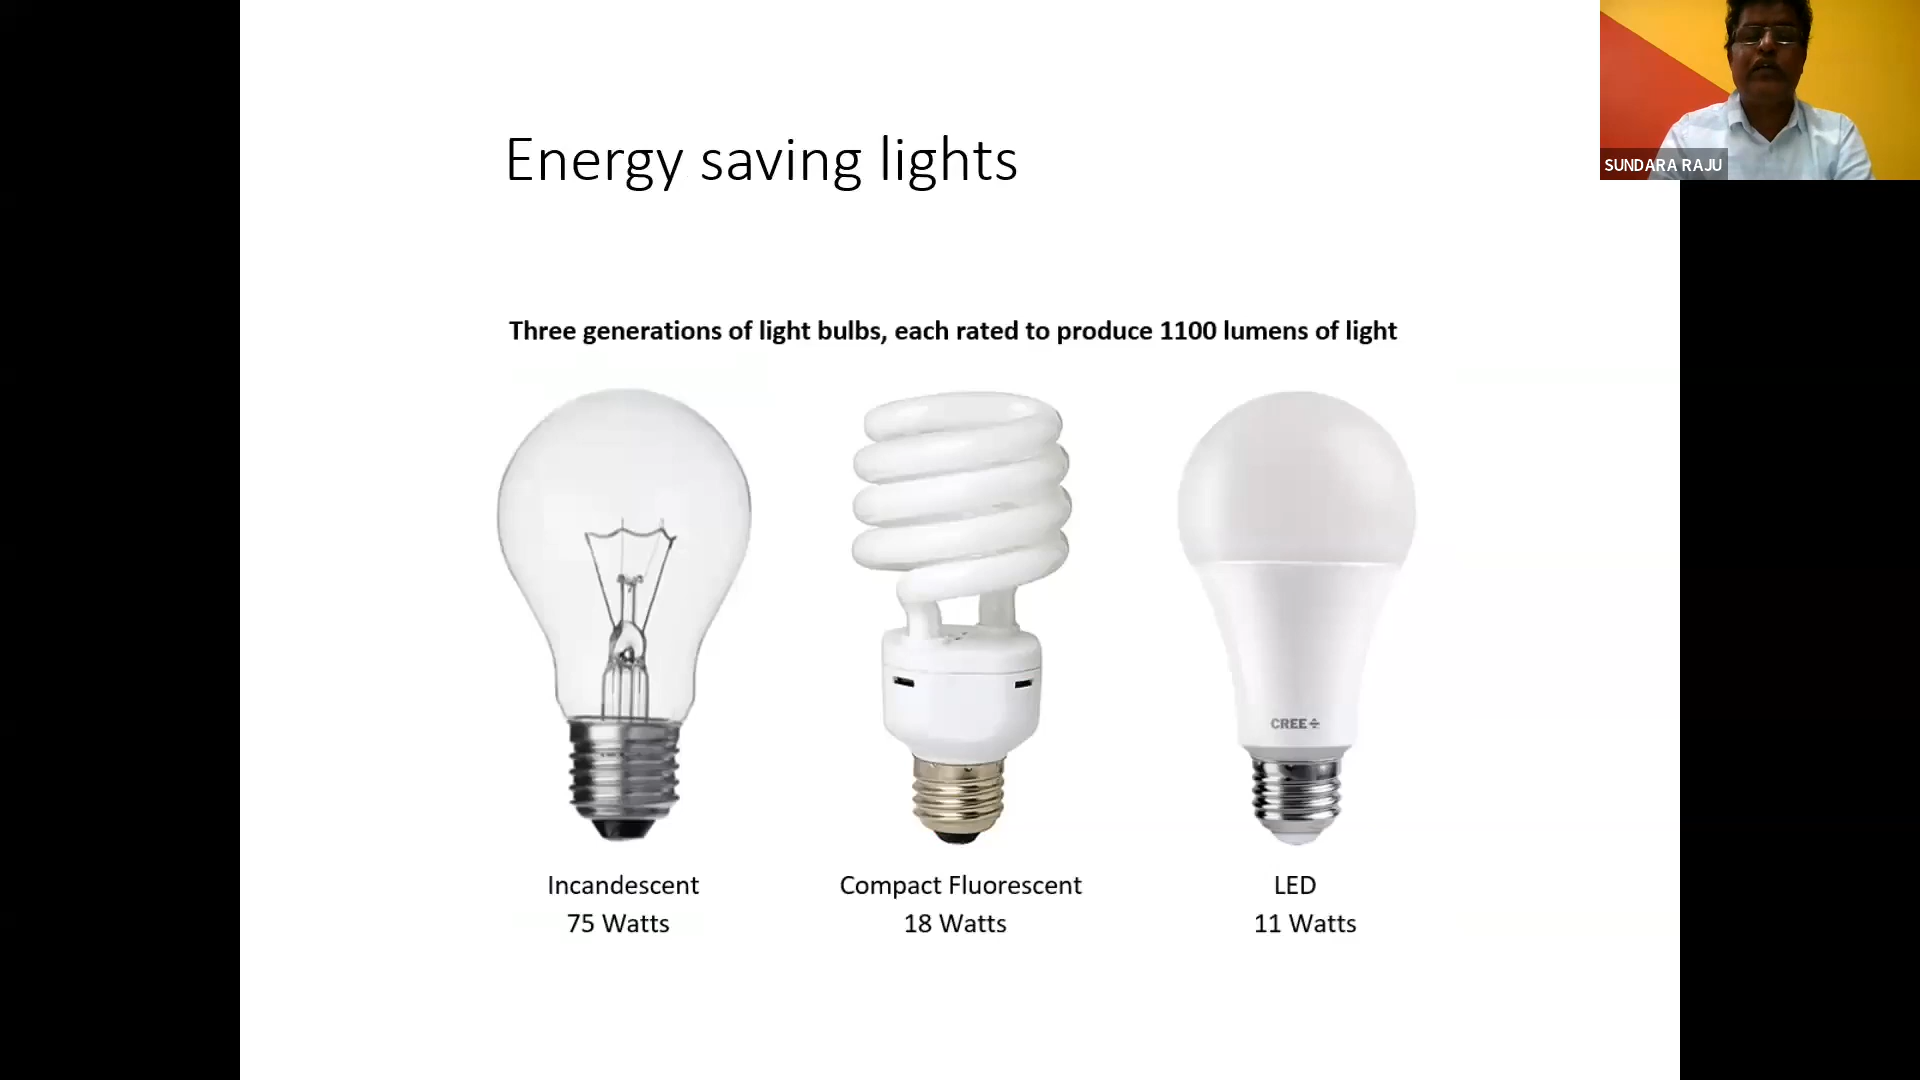 Energy saving lights
SUNDARA RAJU
Three generations of light bulbs, each rated to produce 1100 lumens of light
CREE
Incandescent
75 Watts
Compact Fluorescent
18 Watts
LED
11 Watts